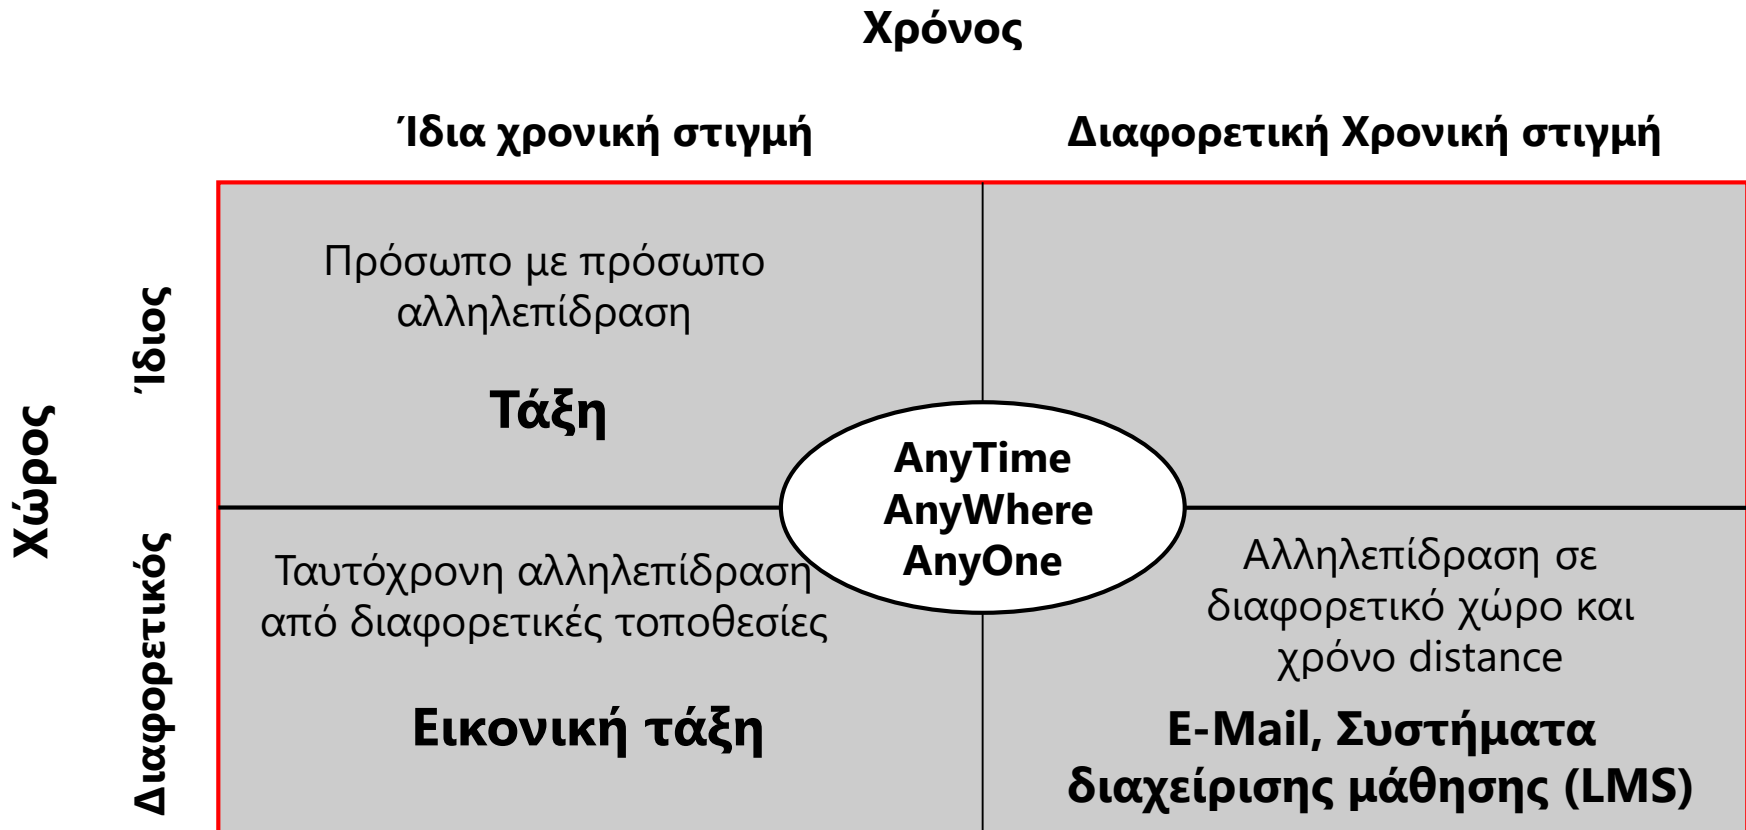 Χρόνος
Ίδια χρονική στιγμή
Διαφορετική Χρονική στιγμή
Χώρος
Ίδιος
Πρόσωπο με πρόσωπο
αλληλεπίδραση
Τάξη
AnyTime
AnyWhere
AnyOne
Διαφορετικός
Ταυτόχρονη αλληλεπίδραση
από διαφορετικές τοποθεσίες
Εικονική τάξη
Αλληλεπίδραση σε
διαφορετικό χώρο και
χρόνο distance
E-Mail, Συστήματα
διαχείρισης μάθησης (LMS)